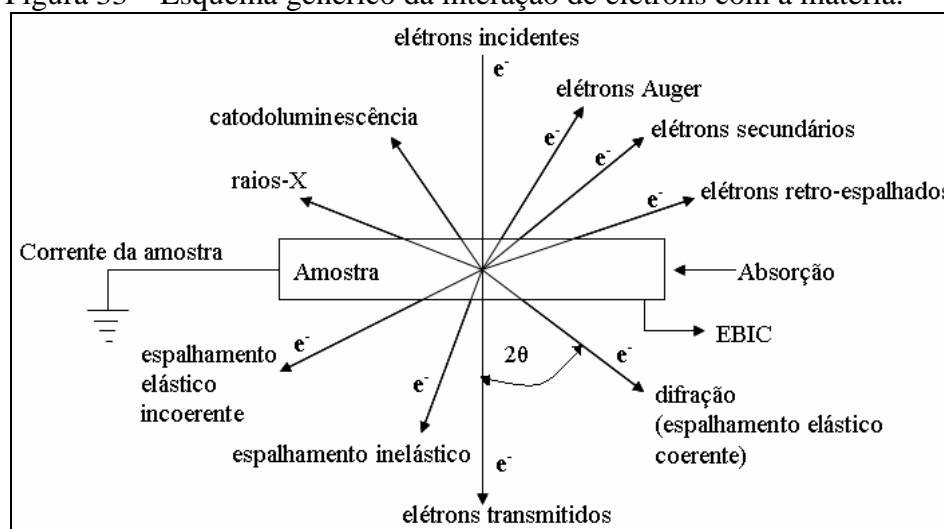 Figura 33 – Esquema genérico da interação de elétrons com a matéria.
elétrons incidentes
e-
elétrons Auger
e-
catodoluminescência
elétrons secundários
e-
raios-X
elétrons retro-espalhados
e-
Corrente da amostra
Amostra
Absorção
EBIC
2θ
e-
espalhamento
elástico
incoerente
e-
e-
difração
(espalhamento elástico
coerente)
espalhamento inelástico
e-
elétrons transmitidos